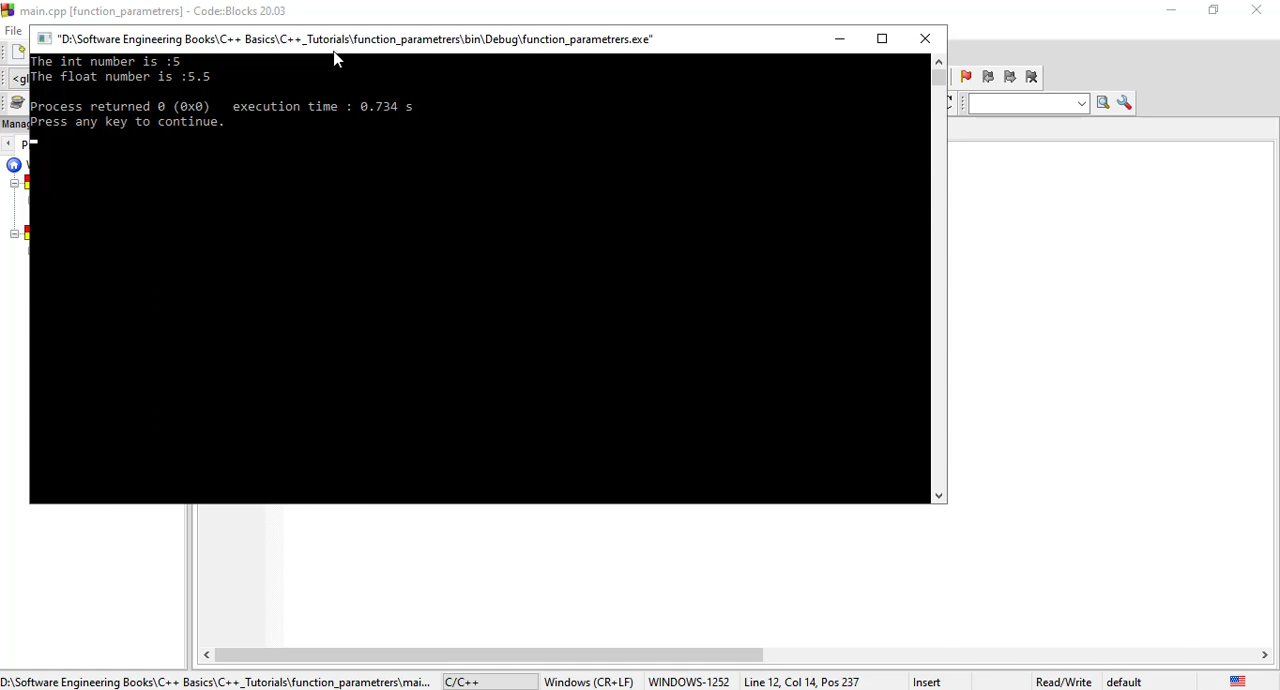 main.cpp [function_parametrers] - Code::Blocks 20.03
File
"D:\Software Engineering Books\C++ Basics\C++_Tutorials\function_parametrers\bin\Debug\function_parametrers.exe"
The int number is :5
The float number is :5.5
Process returned 0 (0x0)   execution time : 0.734 s
Press any key to continue.
<gl
Mana
P
D:\Software Engineering Books\C++ Basics\C++_Tutorials\function_parametrers\mai... C/C++ Windows (CR+LF) WINDOWS-1252 Line 12, Col 14, Pos 237 Insert Read/Write default